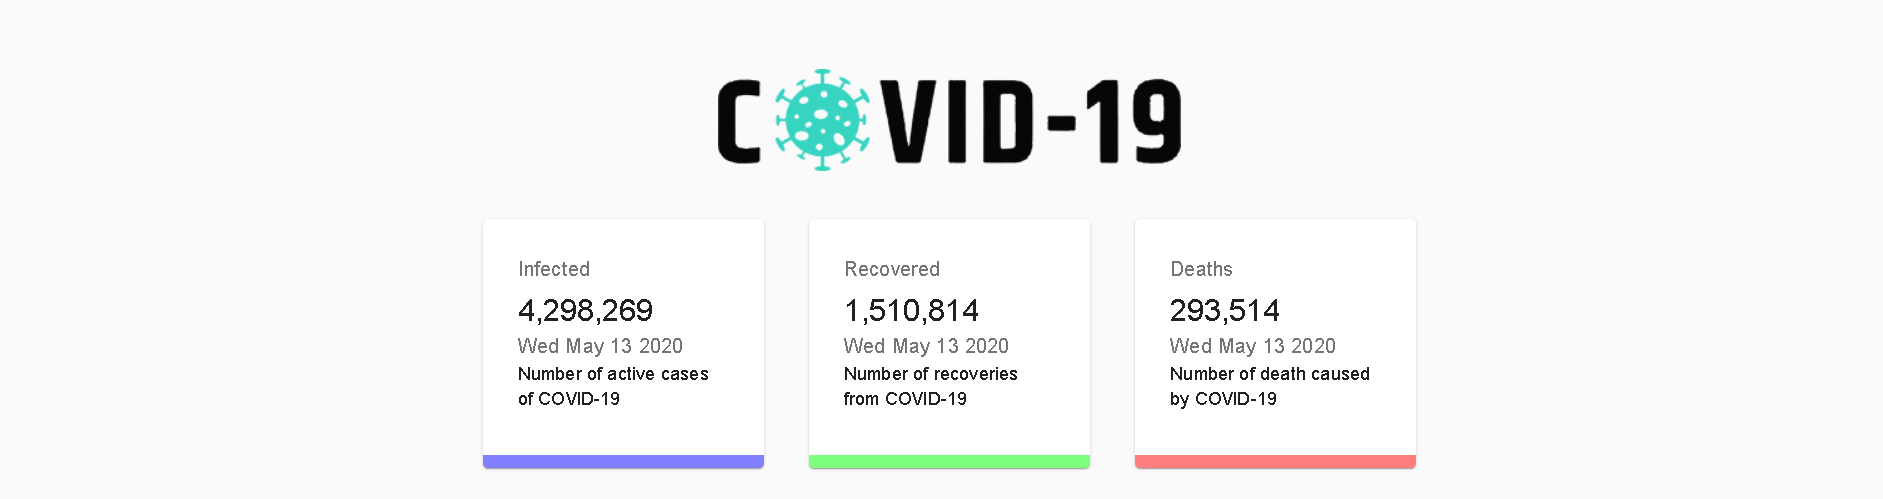 COVID-19
Infected
4,298,269
Wed May 13 2020
Number of active cases
of COVID-19
Recovered
1,510,814
Wed May 13 2020
Number of recoveries
from COVID-19
Deaths
293,514
Wed May 13 2020
Number of death caused
by COVID-19